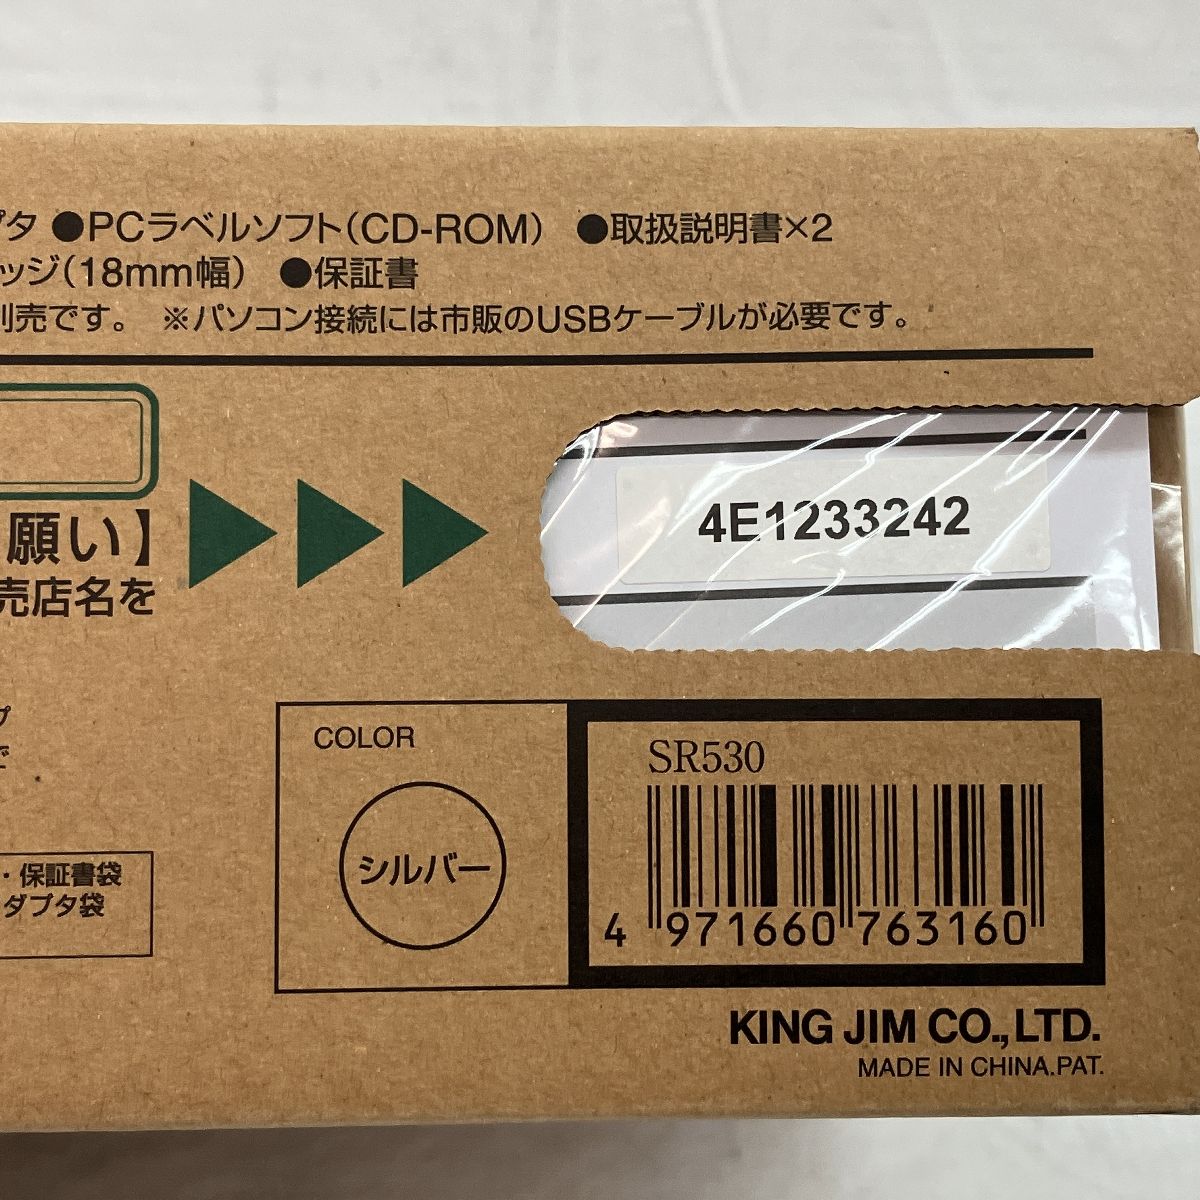 プタ ●PCラベルソフト(CD-ROM) ●取扱説明書×2
ッジ(18mm幅) ●保証書
別売です。 ※パソコン接続には市販のUSBケーブルが必要です。
4E1233242
願い】
売店名を
プ
で
COLOR
シルバー
SR530
4 971660 763160
・保証書袋
ダプタ袋
KING JIM CO.,LTD.
MADE IN CHINA.PAT.